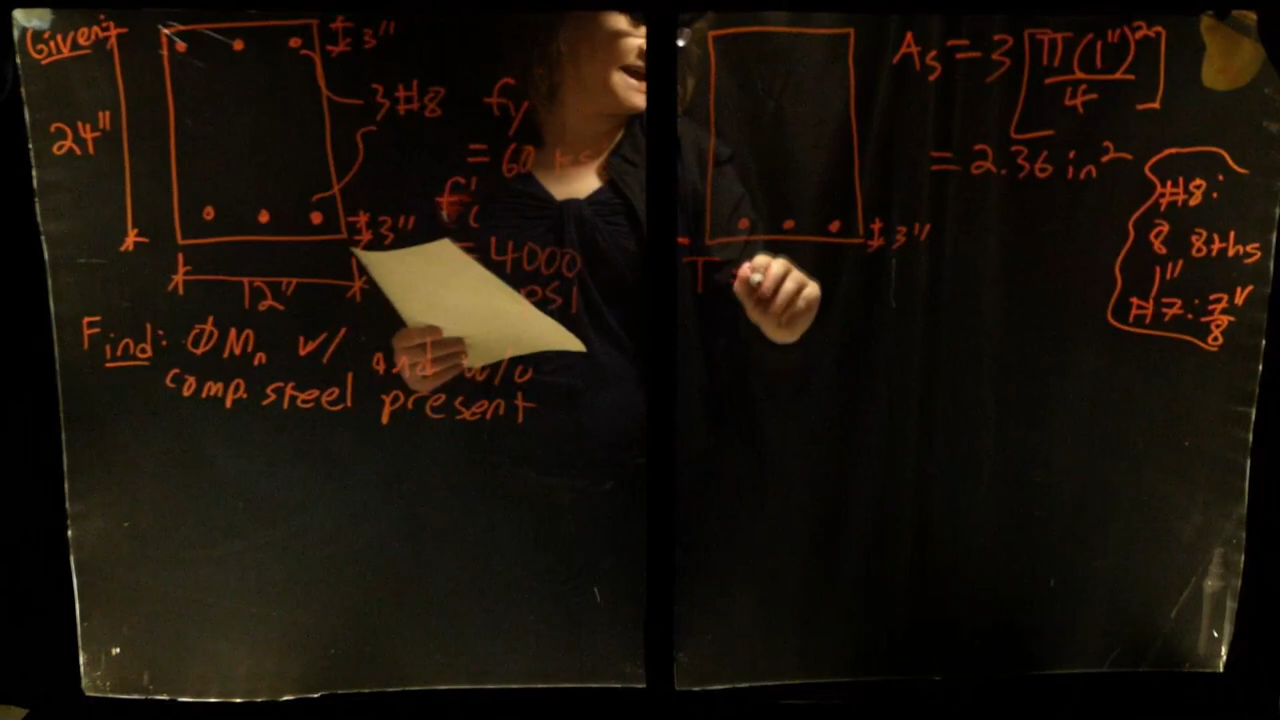 Given:
3"
24"
3#8
fy
= 60 ks
f'c
3"
= 4000
psi
12"
Find: ϕMn w/ and w/o
comp. steel present
As = 3 [π(1")²/4]
= 2.36 in²
#8:
8 8ths
1"
#7: 7/8"
3"
T =